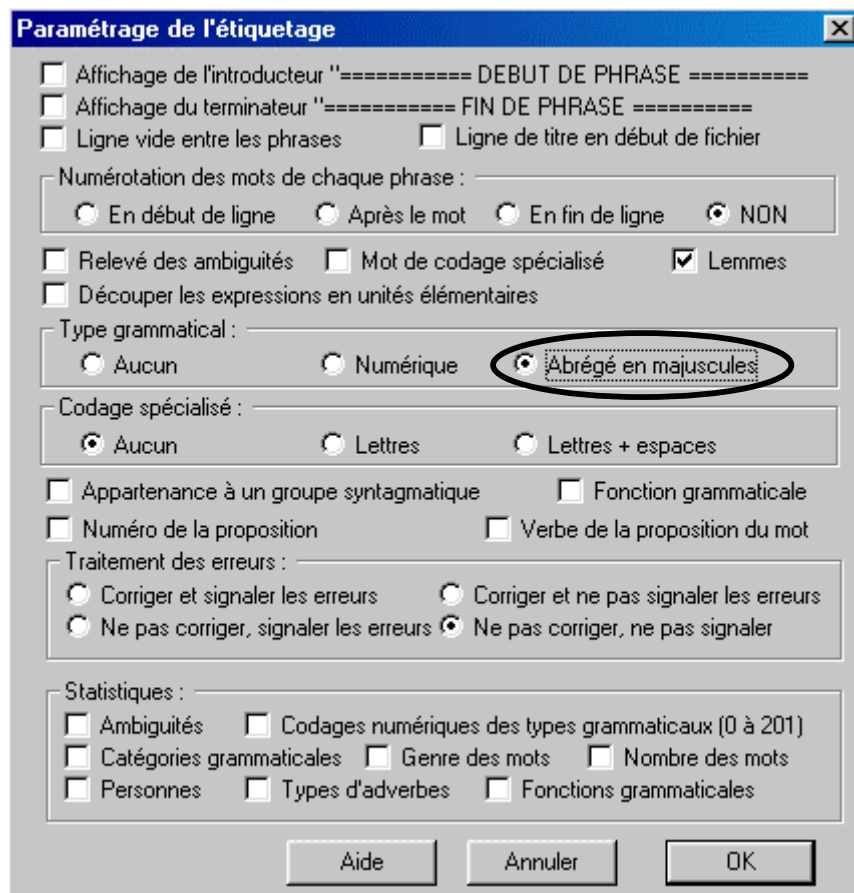 Paramétrage de l'étiquetage
Affichage de l'introducteur "=========== DEBUT DE PHRASE ==========
Affichage du terminateur "=========== FIN DE PHRASE ==========
Ligne vide entre les phrases Ligne de titre en début de fichier
Numérotation des mots de chaque phrase :
En début de ligne Après le mot En fin de ligne NON
Relevé des ambiguités Mot de codage spécialisé Lemmes
Découper les expressions en unités élémentaires
Type grammatical :
Aucun Numérique Abrégé en majuscules
Codage spécialisé :
Aucun Lettres Lettres + espaces
Appartenance à un groupe syntagmatique Fonction grammaticale
Numéro de la proposition Verbe de la proposition du mot
Traitement des erreurs :
Corriger et signaler les erreurs Corriger et ne pas signaler les erreurs
Ne pas corriger, signaler les erreurs Ne pas corriger, ne pas signaler
Statistiques :
Ambiguités Codages numériques des types grammaticaux (0 à 201)
Catégories grammaticales Genre des mots Nombre des mots
Personnes Types d'adverbes Fonctions grammaticales
Aide Annuler OK